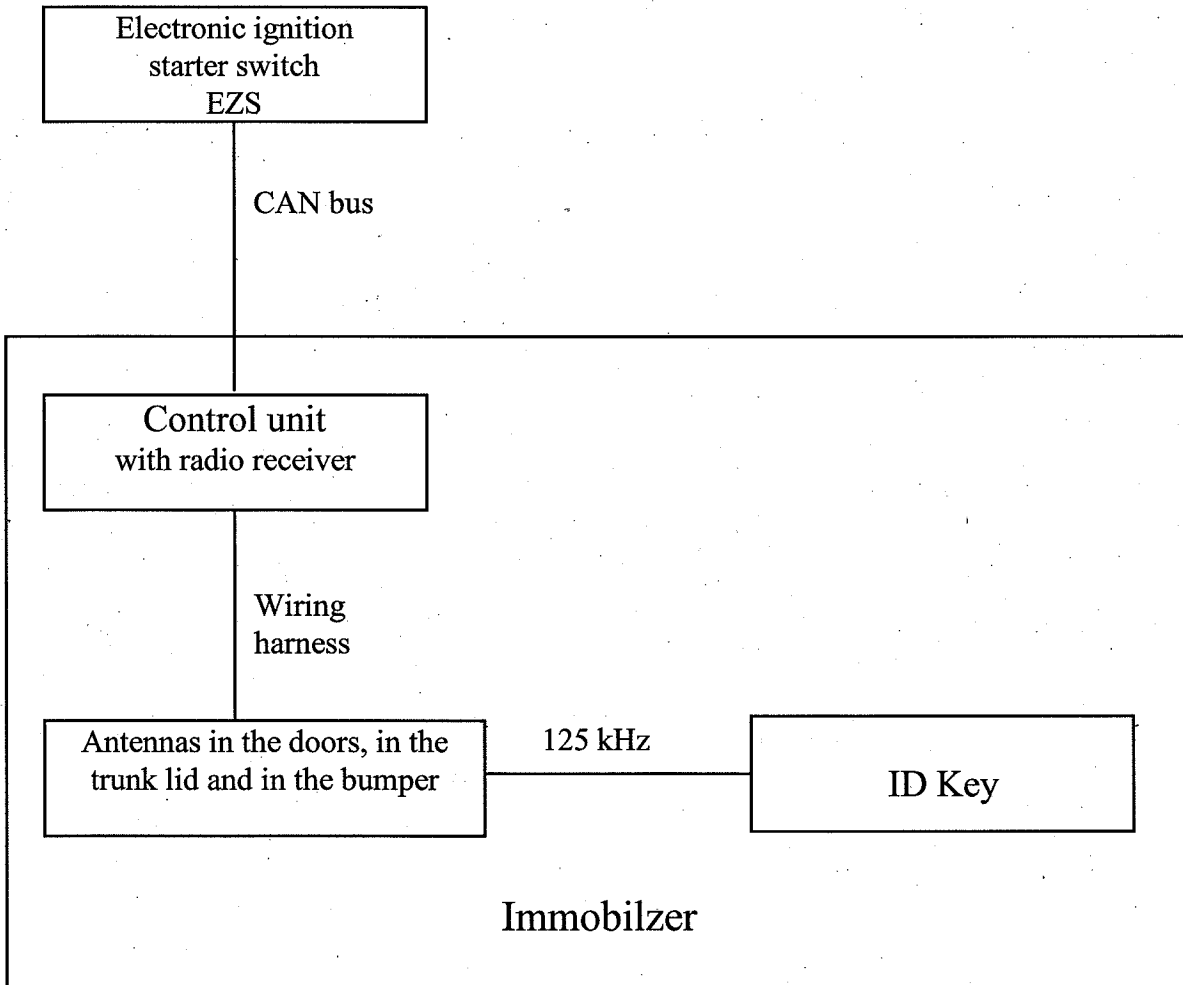 Electronic ignition
starter switch
EZS
CAN bus
Control unit
with radio receiver
Wiring
harness
Antennas in the doors, in the
trunk lid and in the bumper
125 kHz
ID Key
Immobilzer